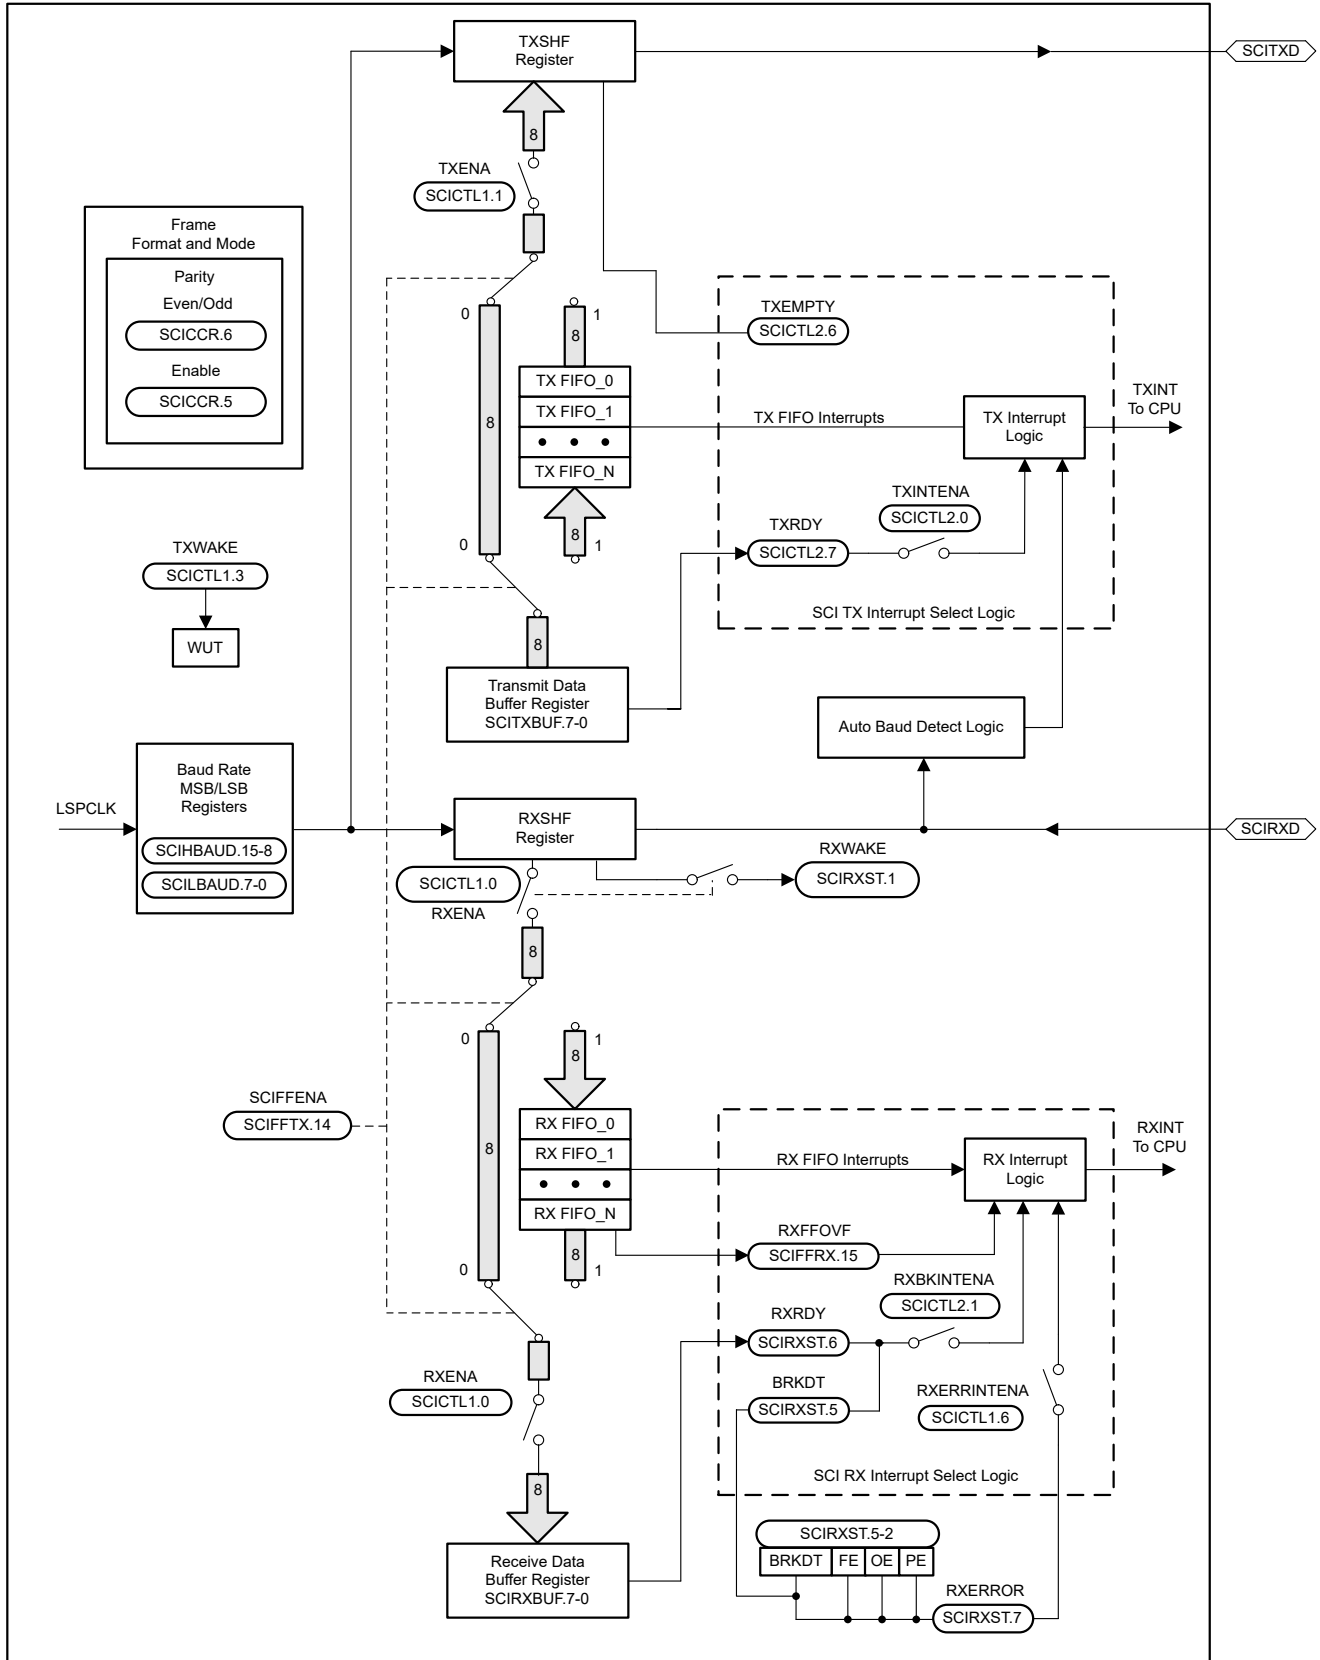 TXSHF
Register
SCITXD
8
TXENA
SCICTL1.1
Frame
Format and Mode
Parity
Even/Odd
SCICCR.6
Enable
SCICCR.5
0
1
8
8
TX FIFO_0
TX FIFO_1
• • •
TX FIFO_N
8
0
1
TXEMPTY
SCICTL2.6
TX FIFO Interrupts
TX Interrupt
Logic
TXINT
To CPU
TXINTENA
SCICTL2.0
TXRDY
SCICTL2.7
SCI TX Interrupt Select Logic
TXWAKE
SCICTL1.3
WUT
8
Transmit Data
Buffer Register
SCITXBUF.7-0
Auto Baud Detect Logic
LSPCLK
Baud Rate
MSB/LSB
Registers
SCIHBAUD.15-8
SCILBAUD.7-0
RXSHF
Register
SCIRXD
SCICTL1.0
RXENA
RXWAKE
SCIRXST.1
8
0
1
8
SCIFFENA
SCIFFTX.14
8
RX FIFO_0
RX FIFO_1
• • •
RX FIFO_N
8
0
1
RX FIFO Interrupts
RX Interrupt
Logic
RXINT
To CPU
RXFFOVF
SCIFFRX.15
RXBKINTENA
SCICTL2.1
RXRDY
SCIRXST.6
BRKDT
SCIRXST.5
RXERRINTENA
SCICTL1.6
SCI RX Interrupt Select Logic
RXENA
SCICTL1.0
8
Receive Data
Buffer Register
SCIRXBUF.7-0
SCIRXST.5-2
BRKDT FE OE PE
RXERROR
SCIRXST.7